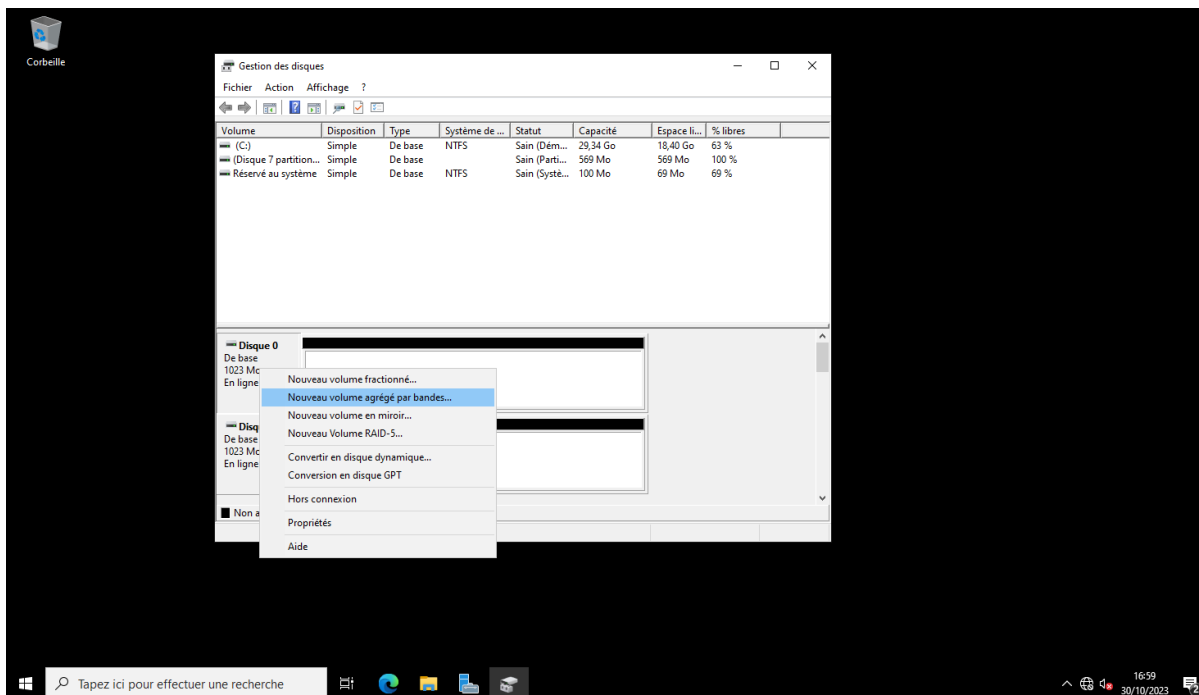 Corbeille
Gestion des disques
Fichier Action Affichage ?
Volume Disposition Type Système de ... Statut Capacité Espace li... % libres
(C:) Simple De base NTFS Sain (Dém... 29,34 Go 18,40 Go 63 %
(Disque 7 partition... Simple De base Sain (Parti... 569 Mo 569 Mo 100 %
Réservé au système Simple De base NTFS Sain (Systè... 100 Mo 69 Mo 69 %
Disque 0
De base
1023 Mo
En ligne
Nouveau volume fractionné...
Nouveau volume agrégé par bandes...
Nouveau volume en miroir...
Nouveau Volume RAID-5...
Convertir en disque dynamique...
Conversion en disque GPT
Hors connexion
Propriétés
Aide
Disq
De base
1023 Mo
En ligne
Non a
Tapez ici pour effectuer une recherche
16:59
30/10/2023
2